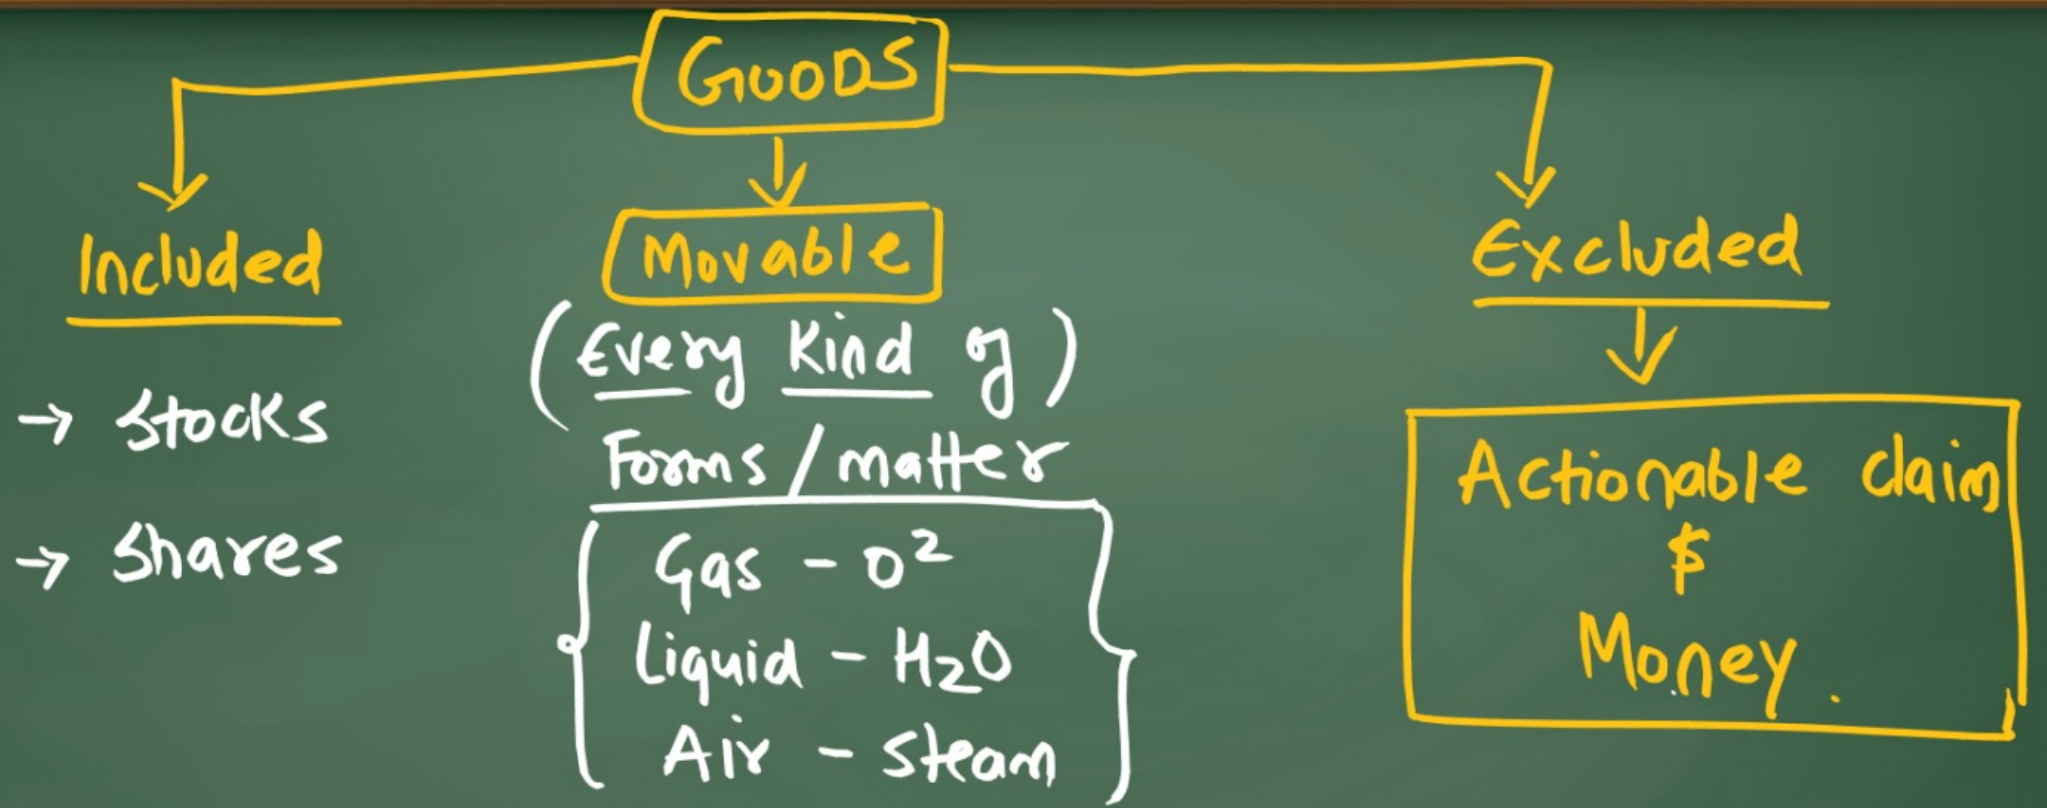 GOODS
Included
→ Stocks
→ Shares
Movable
(Every Kind of)
Forms / matter
Gas - O²
Liquid - H₂O
Air - Steam
Excluded
Actionable claim
$
Money.